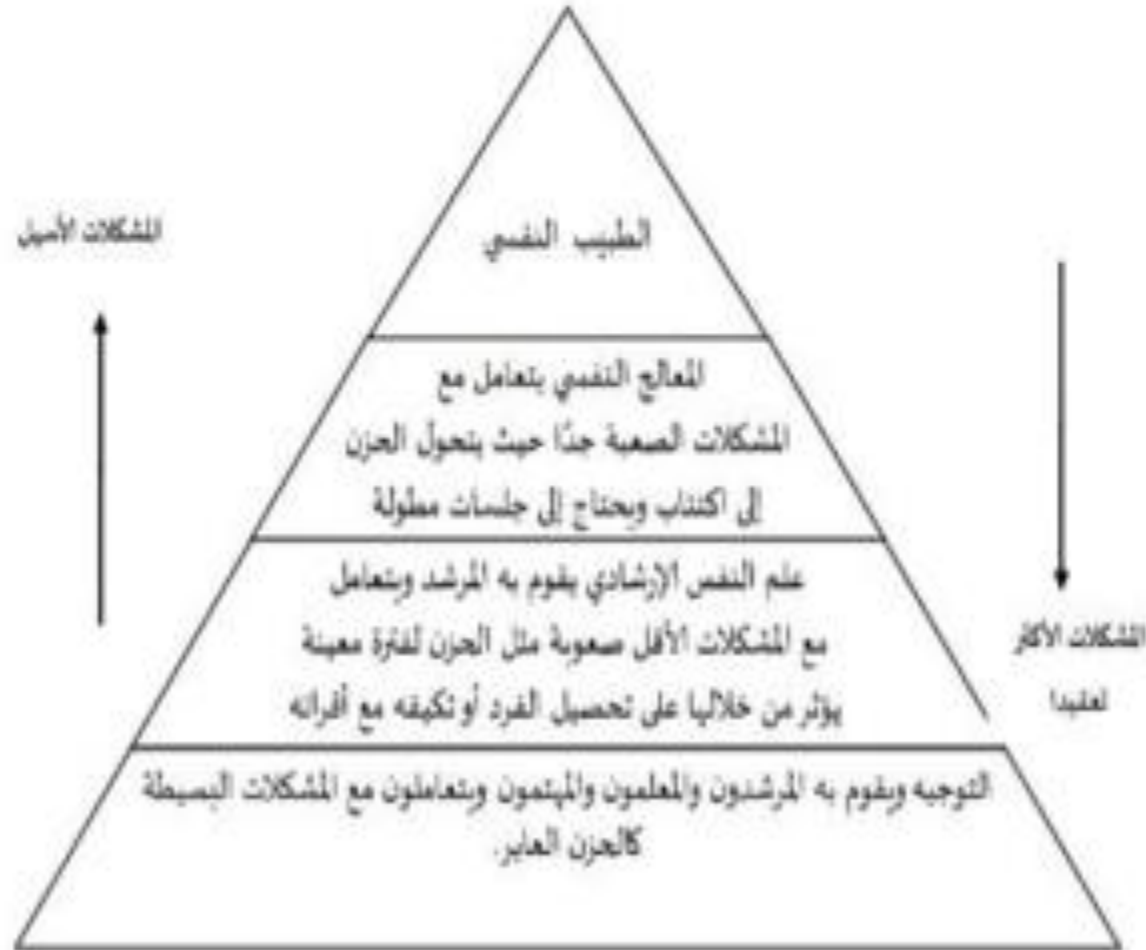 الطبيب النفسي
المشكلات الأسهل
المعالج النفسي يتعامل مع
المشكلات الصعبة جدًا حيث يتحول الحزن
إلى اكتئاب ويحتاج إلى جلسات مطولة
علم النفس الإرشادي يقوم به المرشد ويتعامل
مع المشكلات الأقل صعوبة مثل الحزن لفترة معينة
يؤثر من خلالها على تحصيل الفرد أو تكيفه مع أقرانه
المشكلات الأكثر
تعقيدا
التوجيه ويقوم به المرشدون والمعلمون والمهتمون ويتعاملون مع المشكلات البسيطة
كالحزن العابر.